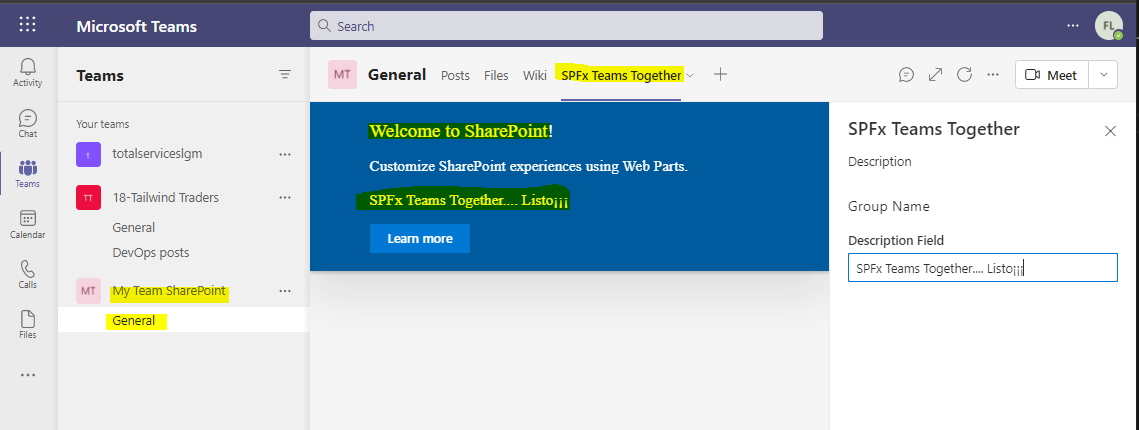 Microsoft Teams
Search
FL
Activity
Chat
Teams
Calendar
Calls
Files
Teams
Your teams
t
totalserviceslgm
TT
18-Tailwind Traders
General
DevOps posts
MT
My Team SharePoint
General
MT
General
Posts
Files
Wiki
SPFx Teams Together
Meet
Welcome to SharePoint!
Customize SharePoint experiences using Web Parts.
SPFx Teams Together.... Listo¡¡¡
Learn more
SPFx Teams Together
Description
Group Name
Description Field
SPFx Teams Together.... Listo¡¡¡